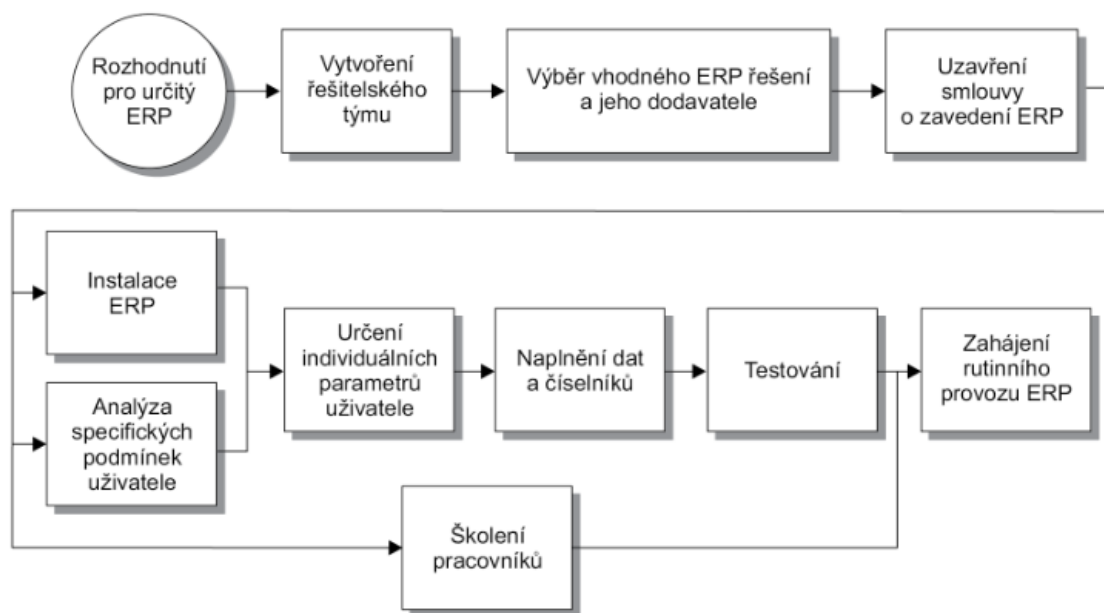 Rozhodnutí
pro určitý
ERP
Vytvoření
řešitelského
týmu
Výběr vhodného ERP řešení
a jeho dodavatele
Uzavření
smlouvy
o zavedení ERP
Instalace
ERP
Analýza
specifických
podmínek
uživatele
Určení
individuálních
parametrů
uživatele
Naplnění dat
a číselníků
Testování
Zahájení
rutinního
provozu ERP
Školení
pracovníků